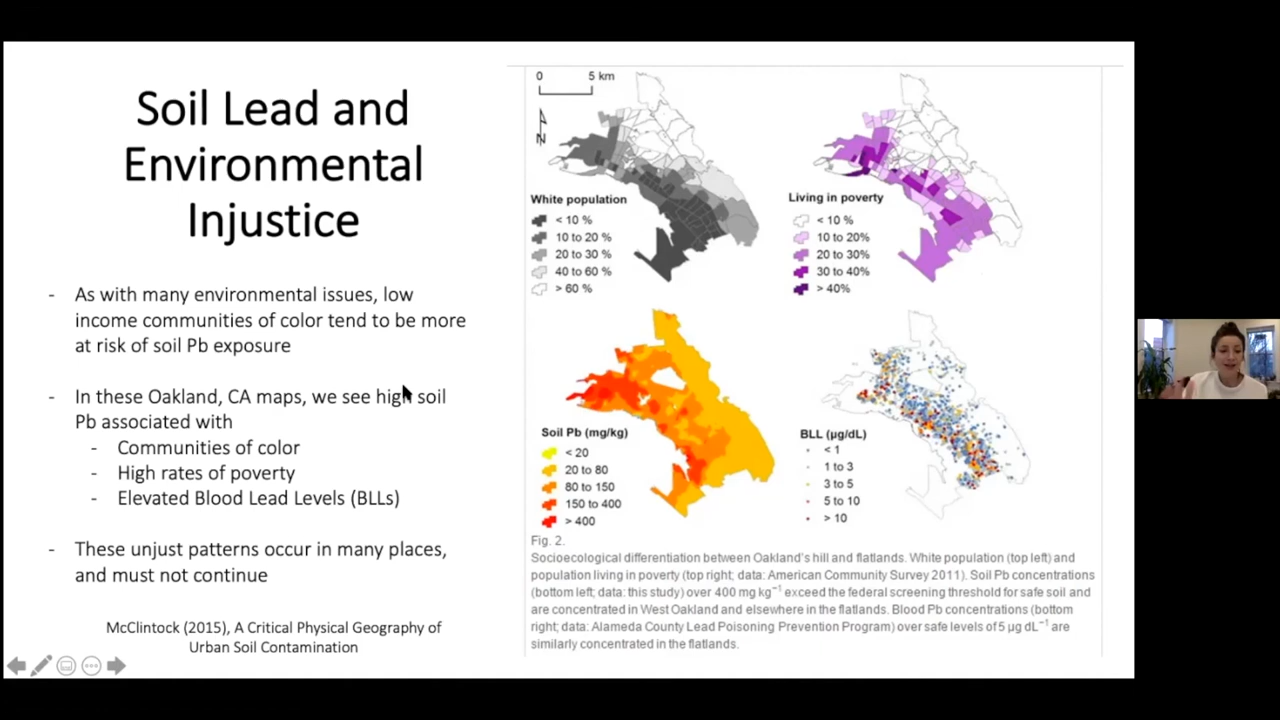 Soil Lead and
Environmental
Injustice
- As with many environmental issues, low
income communities of color tend to be more
at risk of soil Pb exposure
- In these Oakland, CA maps, we see high soil
Pb associated with
- Communities of color
- High rates of poverty
- Elevated Blood Lead Levels (BLLs)
- These unjust patterns occur in many places,
and must not continue
McClintock (2015), A Critical Physical Geography of
Urban Soil Contamination
0 5 km
N
White population
< 10 %
10 to 20 %
20 to 30 %
40 to 60 %
> 60 %
Living in poverty
< 10 %
10 to 20%
20 to 30%
30 to 40%
> 40%
Soil Pb (mg/kg)
< 20
20 to 80
80 to 150
150 to 400
> 400
BLL (µg/dL)
< 1
1 to 3
3 to 5
5 to 10
> 10
Fig. 2.
Socioecological differentiation between Oakland's hill and flatlands. White population (top left) and
population living in poverty (top right; data: American Community Survey 2011). Soil Pb concentrations
(bottom left; data: this study) over 400 mg kg⁻¹ exceed the federal screening threshold for safe soil and
are concentrated in West Oakland and elsewhere in the flatlands. Blood Pb concentrations (bottom
right; data: Alameda County Lead Poisoning Prevention Program) over safe levels of 5 µg dL⁻¹ are
similarly concentrated in the flatlands.